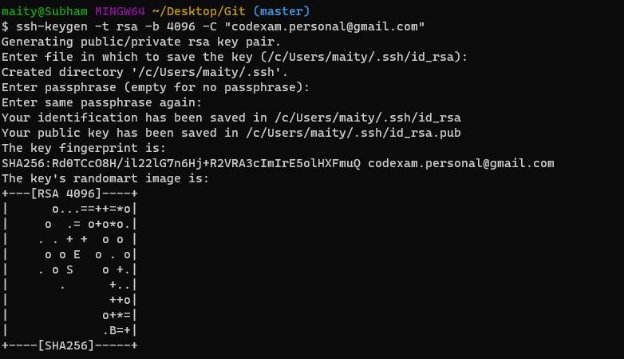 maity@Subham MINGW64 ~/Desktop/Git (master)
$ ssh-keygen -t rsa -b 4096 -C "codexam.personal@gmail.com"
Generating public/private rsa key pair.
Enter file in which to save the key (/c/Users/maity/.ssh/id_rsa):
Created directory '/c/Users/maity/.ssh'.
Enter passphrase (empty for no passphrase):
Enter same passphrase again:
Your identification has been saved in /c/Users/maity/.ssh/id_rsa
Your public key has been saved in /c/Users/maity/.ssh/id_rsa.pub
The key fingerprint is:
SHA256:Rd0TCcO8H/il22lG7n6Hj+R2VRA3cImIrE5olHXFmuQ codexam.personal@gmail.com
The key's randomart image is:
+---[RSA 4096]----+
|      o...==++=*o|
|     o  .= o+o*o.|
|    . . + +  o o |
|     o o E  o . o|
|    . o S    o +.|
|       .      +..|
|              ++o|
|             o+*=|
|             .B=+|
+----[SHA256]-----+